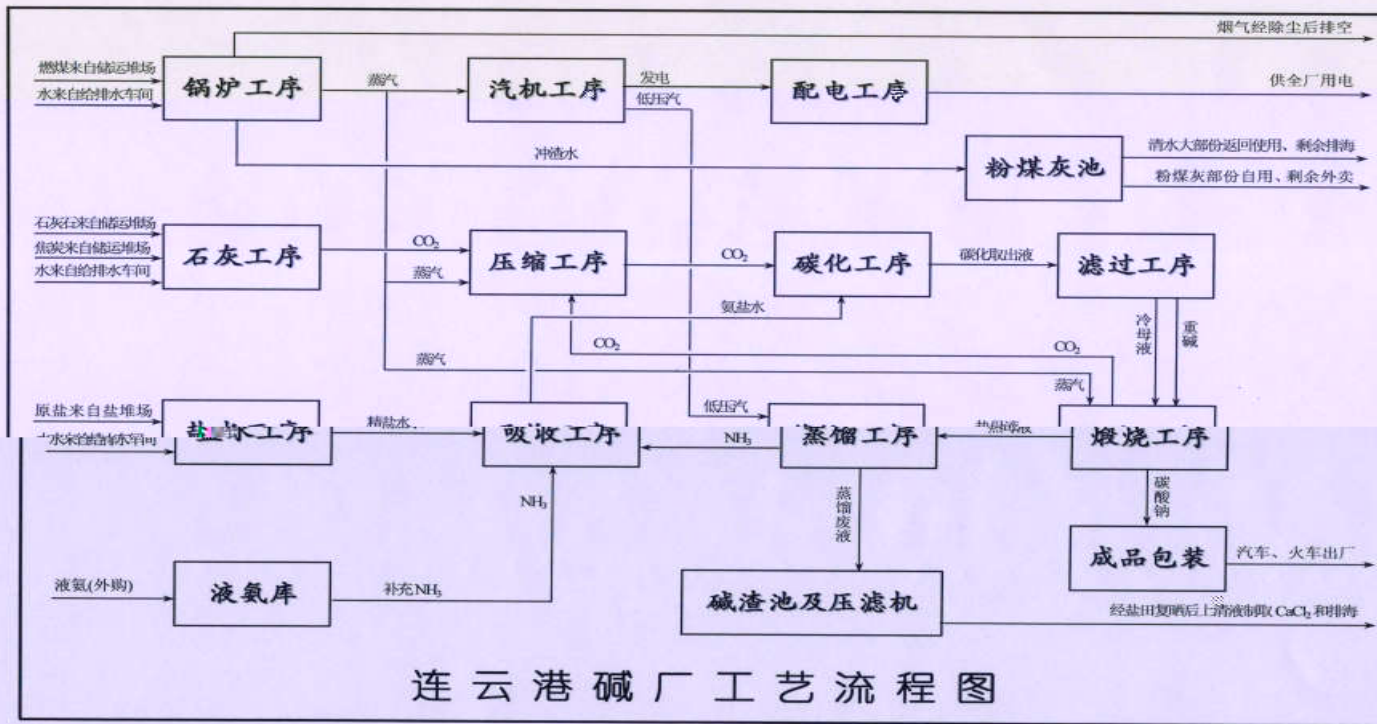 烟气经除尘后排空
燃煤来自储运堆场
水来自给排水车间
锅炉工序
蒸汽
汽机工序
发电
低压汽
配电工序
供全厂用电
冲渣水
粉煤灰池
清水大部份返回使用、剩余排海
粉煤灰部份自用、剩余外卖
石灰石来自储运堆场
焦炭来自储运堆场
水来自给排水车间
石灰工序
CO₂
蒸汽
压缩工序
CO₂
碳化工序
碳化取出液
滤过工序
氨盐水
冷母液
重碱
CO₂
CO₂
蒸汽
蒸汽
原盐来自盐堆场
盐水工序
精盐水
吸收工序
低压汽
NH₃
蒸馏工序
煅烧工序
NH₃
蒸馏废液
碳酸钠
成品包装
汽车、火车出厂
液氨(外购)
液氨库
补充NH₃
碱渣池及压滤机
经盐田复晒后上清液制取CaCl₂和排海
连云港碱厂工艺流程图